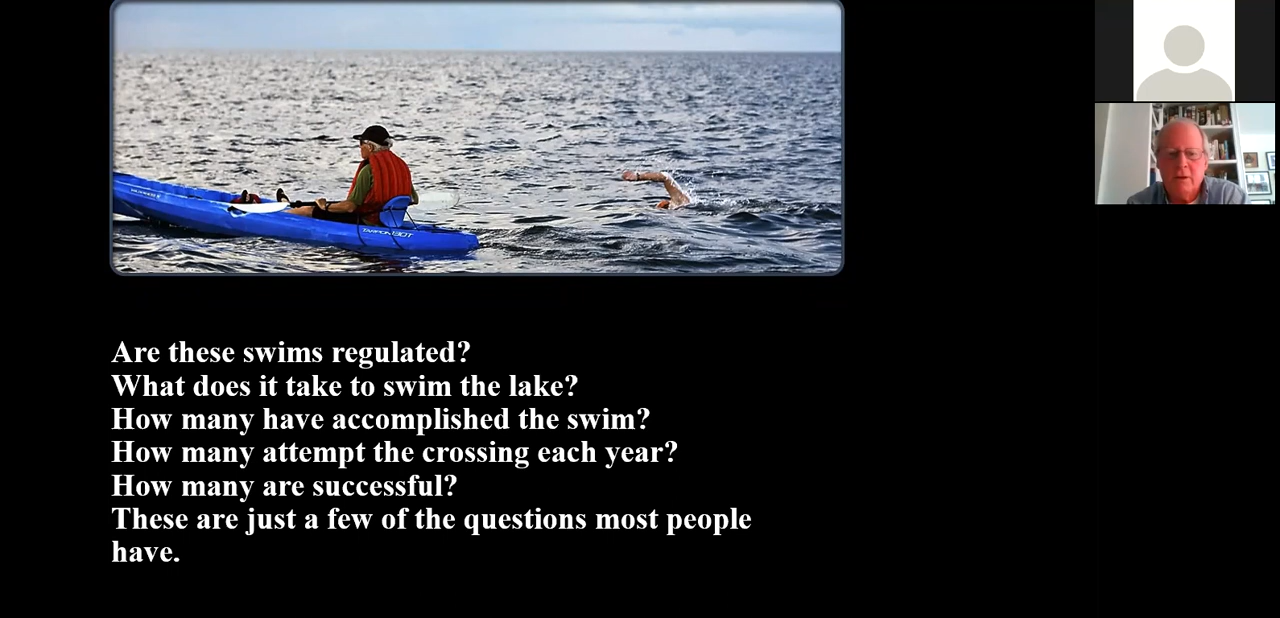 TARPON 130T
Are these swims regulated?
What does it take to swim the lake?
How many have accomplished the swim?
How many attempt the crossing each year?
How many are successful?
These are just a few of the questions most people
have.